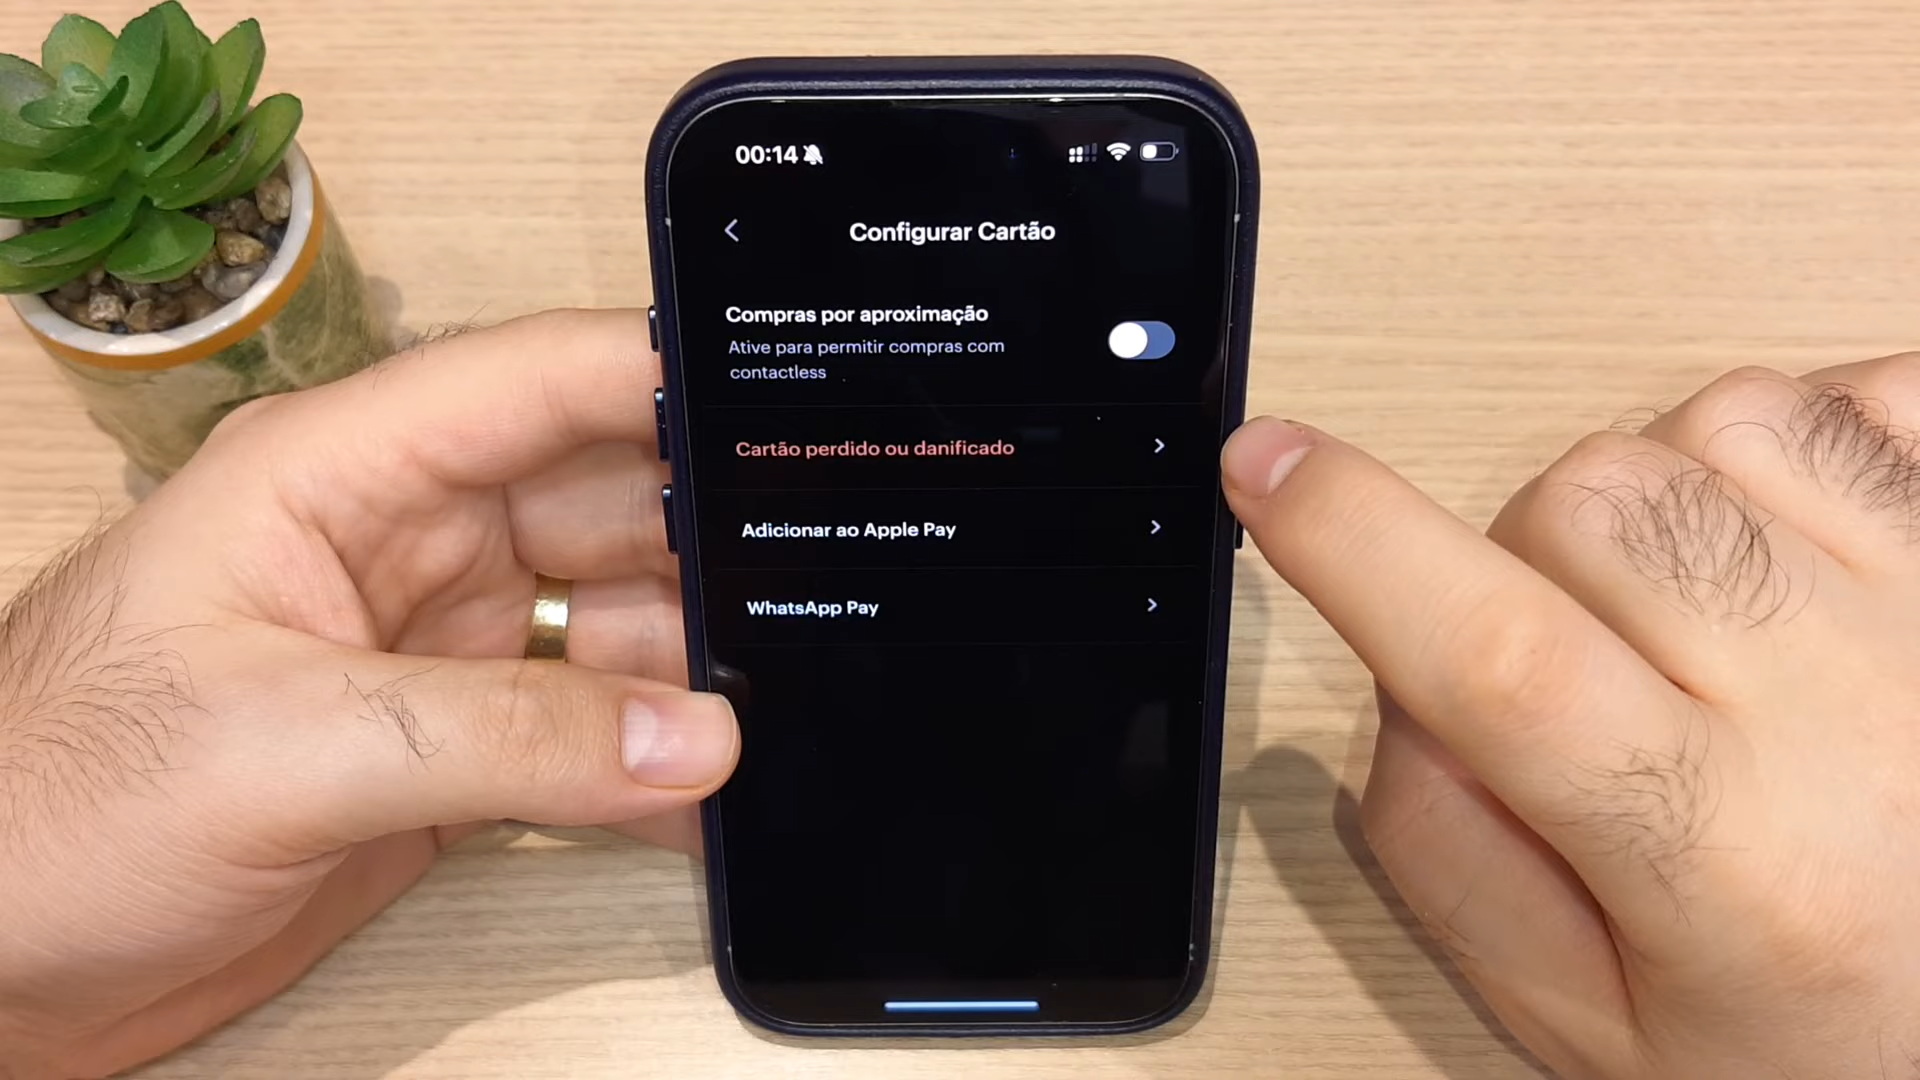 00:14
Configurar Cartão
Compras por aproximação
Ative para permitir compras com
contactless
Cartão perdido ou danificado
Adicionar ao Apple Pay
WhatsApp Pay